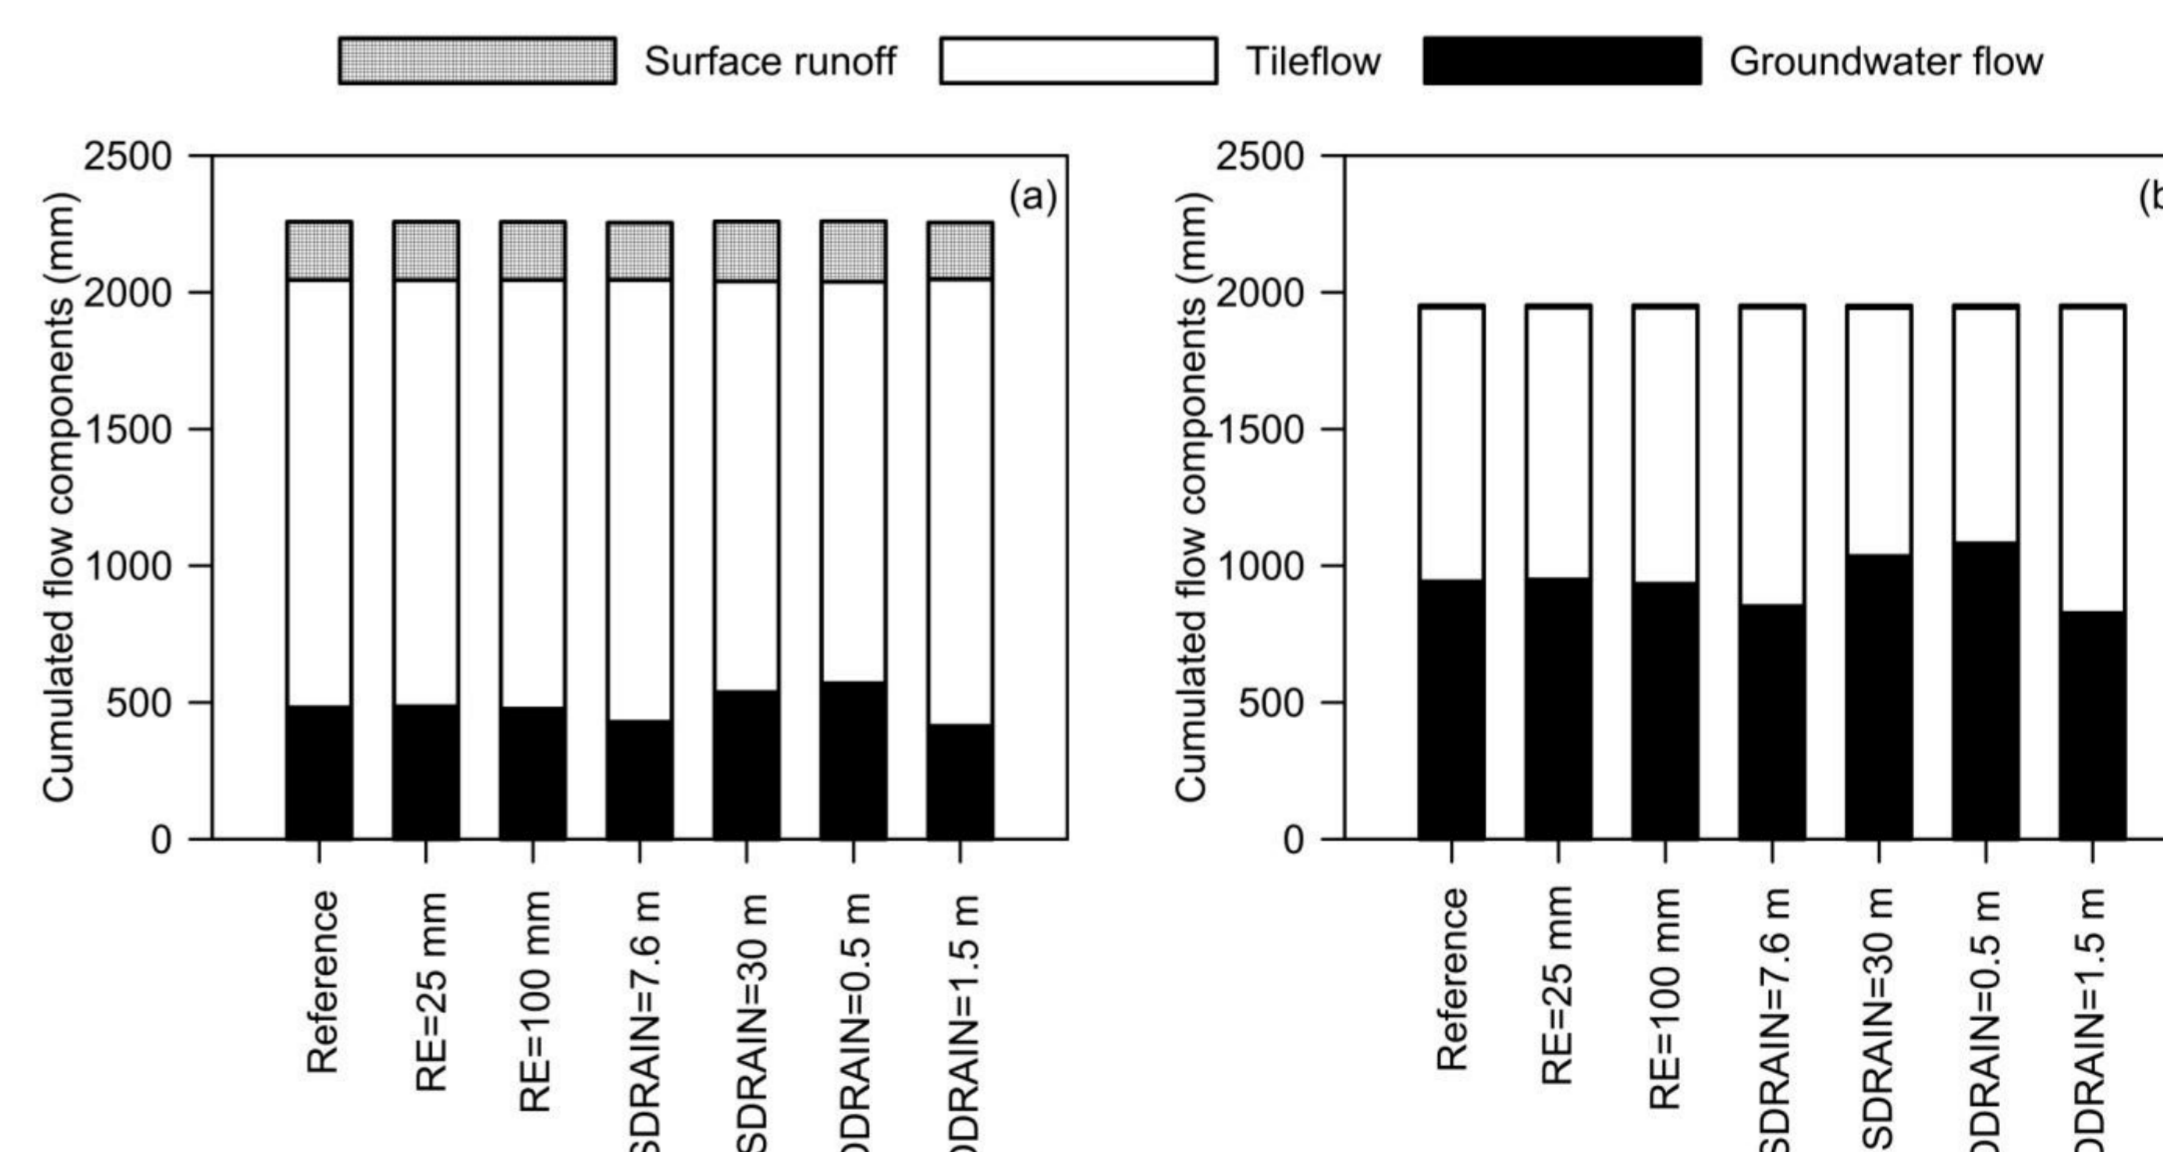 Surface runoff Tileflow Groundwater flow
Cumulated flow components (mm)
2500
2000
1500
1000
500
0
(a)
Reference
RE=25 mm
RE=100 mm
SDRAIN=7.6 m
SDRAIN=30 m
DDRAIN=0.5 m
DDRAIN=1.5 m
Cumulated flow components (mm)
2500
2000
1500
1000
500
0
(b
Reference
RE=25 mm
RE=100 mm
SDRAIN=7.6 m
SDRAIN=30 m
DDRAIN=0.5 m
DDRAIN=1.5 m